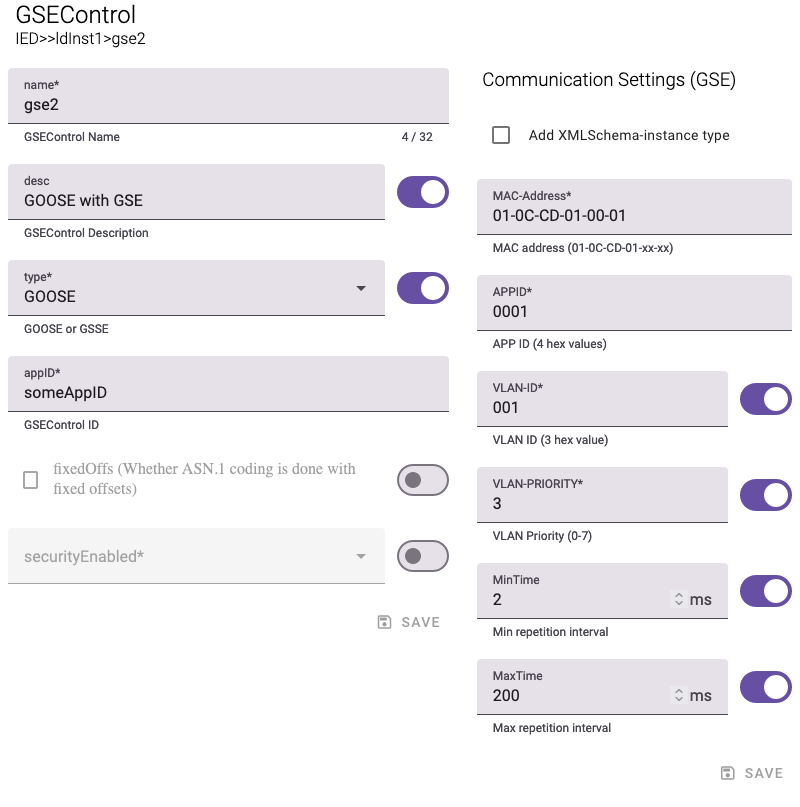 GSEControl
IED>>ldInst1>gse2
name*
gse2
GSEControl Name
4 / 32
desc
GOOSE with GSE
GSEControl Description
type*
GOOSE
GOOSE or GSSE
appID*
someAppID
GSEControl ID
fixedOffs (Whether ASN.1 coding is done with
fixed offsets)
securityEnabled*
SAVE
Communication Settings (GSE)
Add XMLSchema-instance type
MAC-Address*
01-0C-CD-01-00-01
MAC address (01-0C-CD-01-xx-xx)
APPID*
0001
APP ID (4 hex values)
VLAN-ID*
001
VLAN ID (3 hex value)
VLAN-PRIORITY*
3
VLAN Priority (0-7)
MinTime
2 ms
Min repetition interval
MaxTime
200 ms
Max repetition interval
SAVE